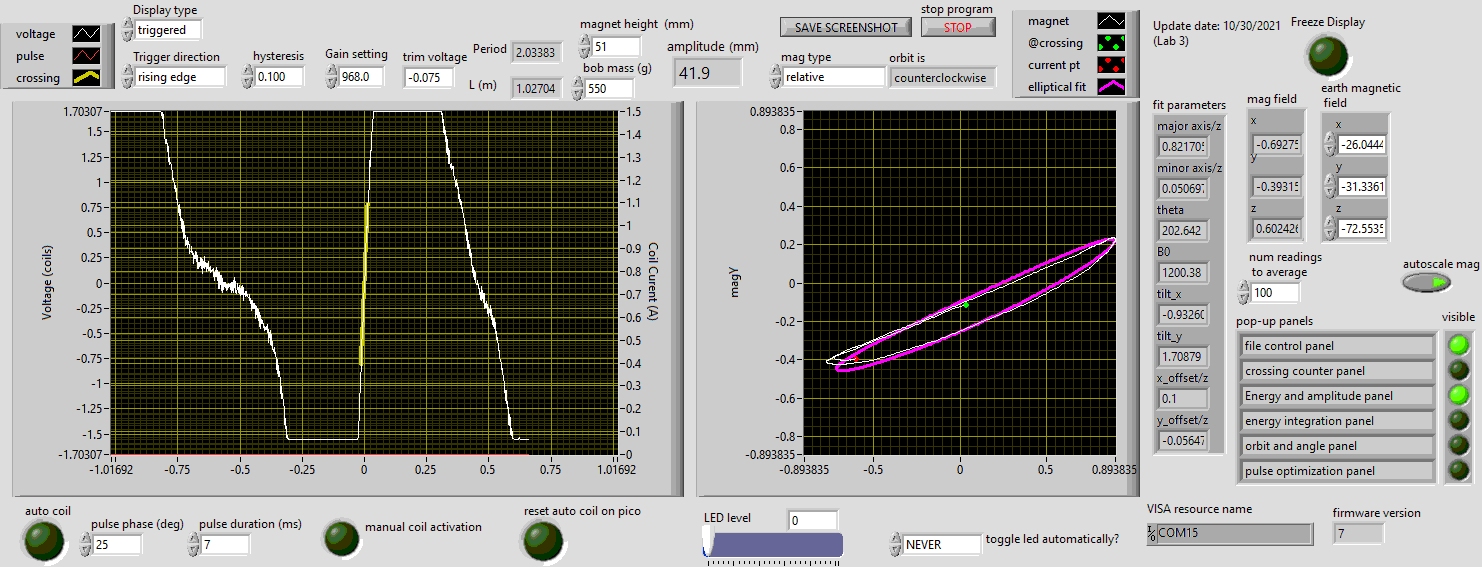 voltage
pulse
crossing
Display type
triggered
Trigger direction
rising edge
hysteresis
0.100
Gain setting
968.0
trim voltage
-0.075
Period
2.03383
L (m)
1.02704
magnet height (mm)
51
bob mass (g)
550
amplitude (mm)
41.9
SAVE SCREENSHOT
stop program
STOP
mag type
relative
orbit is
counterclockwise
magnet
@crossing
current pt
elliptical fit
Update date: 10/30/2021
(Lab 3)
Freeze Display
1.70307
1.5
1.25
1
0.75
0.5
0.25
0
-0.25
-0.5
-0.75
-1
-1.25
-1.5
-1.70307
Voltage (coils)
-1.01692
-0.75
-0.5
0
0.25
0.5
0.75
1.01692
1.5
1.4
1.3
1.2
1.1
1
0.9
0.8
0.7
0.6
0.5
0.4
0.3
0.2
0.1
0
Coil Current (A)
0.893835
0.8
0.6
0.4
0.2
0
-0.2
-0.4
-0.6
-0.8
-0.893835
magy
-0.893835
-0.5
0
0.5
0.893835
fit parameters
major axis/z
0.82170
minor axis/z
0.05069
theta
202.642
B0
1200.38
tilt_x
-0.9326
tilt_y
1.70879
x_offset/z
0.1
y_offset/z
-0.05647
mag field
x
-0.69275
y
-0.39315
z
0.602426
earth magnetic
field
x
-26.0444
y
-31.3361
z
-72.5535
num readings
to average
100
autoscale mag
pop-up panels
visible
file control panel
crossing counter panel
Energy and amplitude panel
energy integration panel
orbit and angle panel
pulse optimization panel
auto coil
pulse phase (deg)
25
pulse duration (ms)
7
manual coil activation
reset auto coil on pico
LED level
0
NEVER
toggle led automatically?
VISA resource name
COM15
firmware version
7